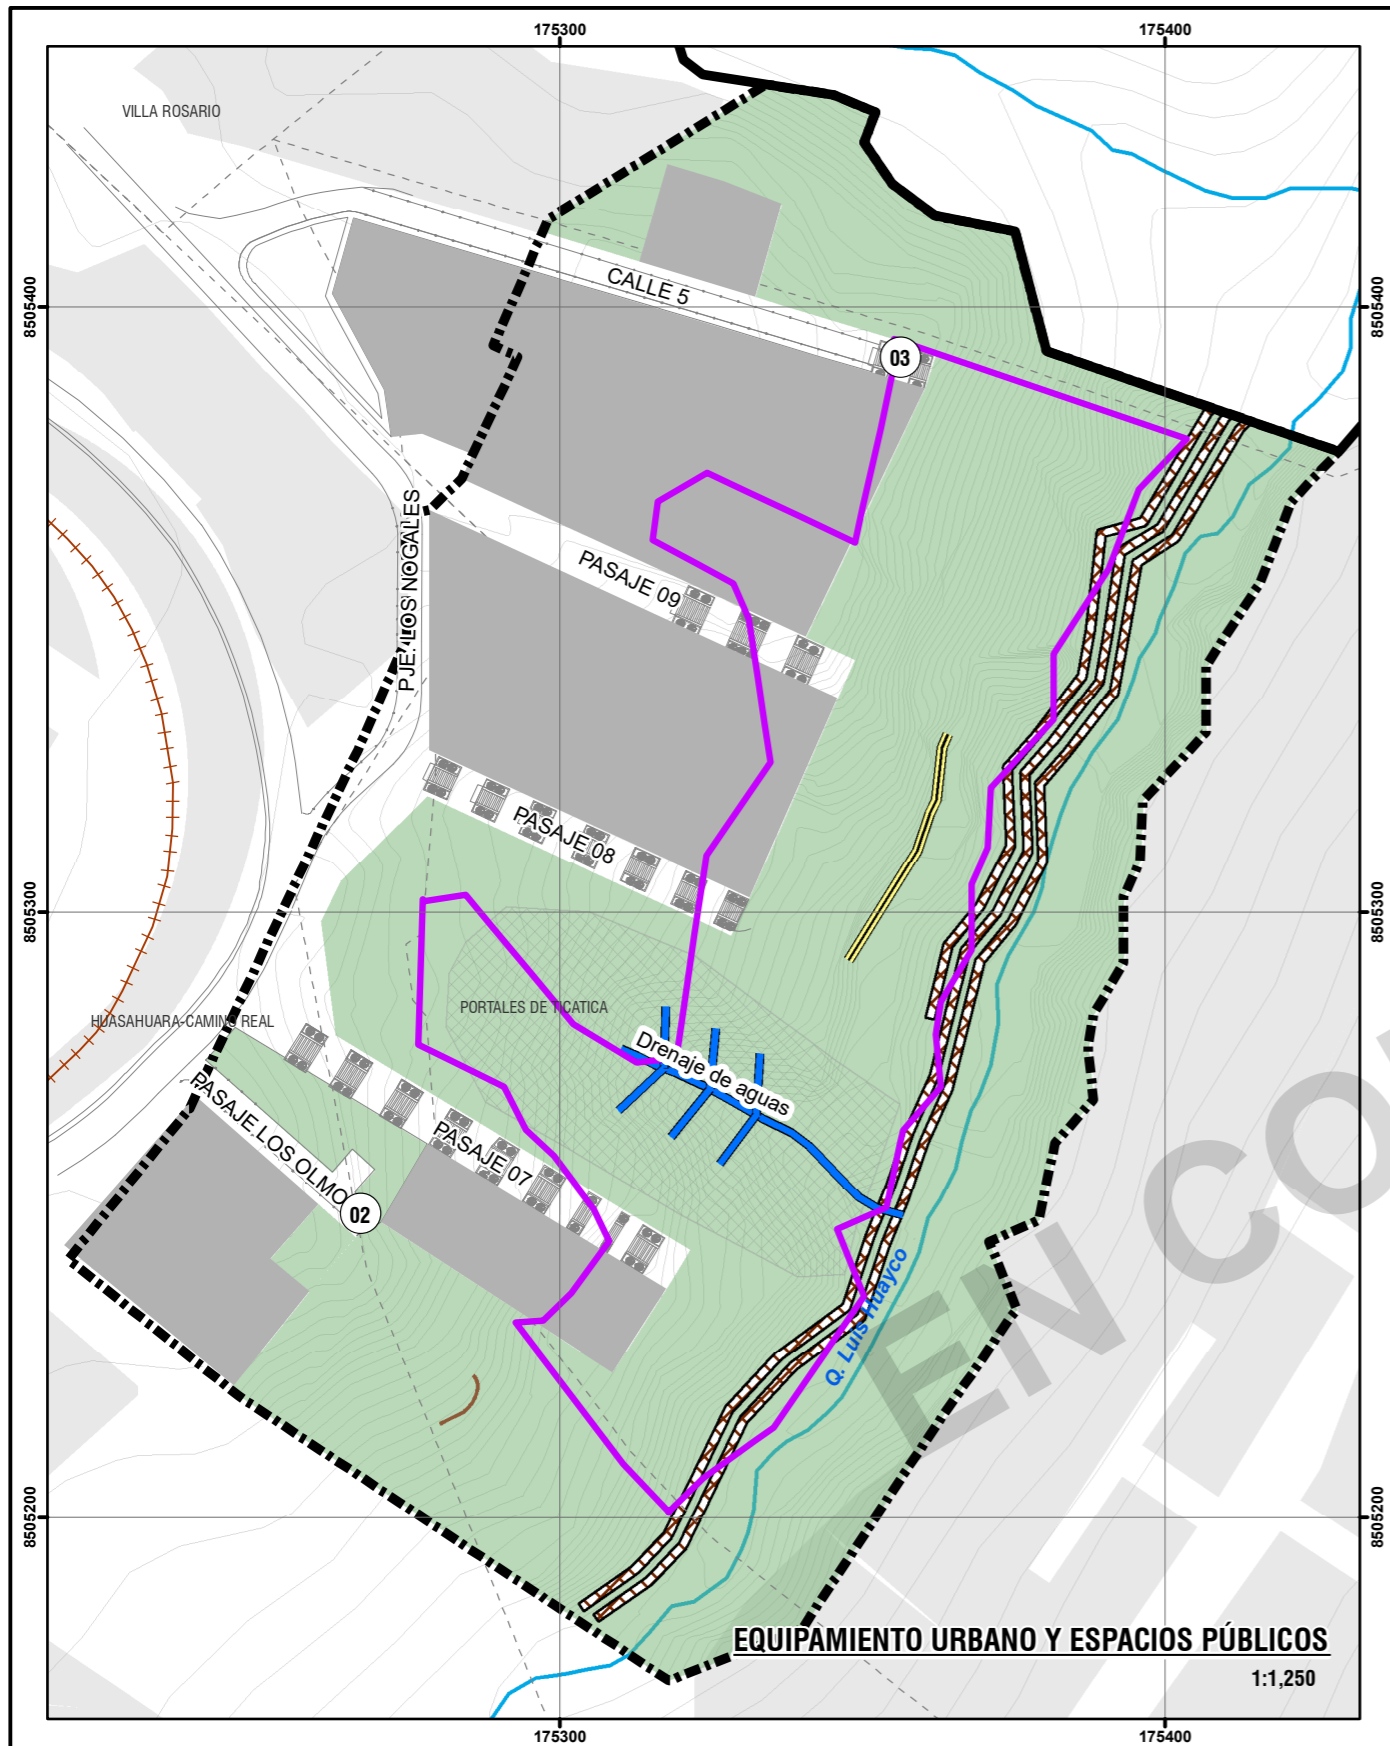 175300
175400
VILLA ROSARIO
CALLE 5
8505400
8505400
03
PJE. LOS NOGALES
PASAJE 09
PASAJE 08
8505300
8505300
PORTALES DE TICATICA
HUASAHUARA-CAMINO REAL
Drenaje de aguas
PASAJE LOS OLMO
PASAJE 07
02
Q. Luis Huayco
EN CO
8505200
8505200
EQUIPAMIENTO URBANO Y ESPACIOS PÚBLICOS
1:1,250
175300
175400